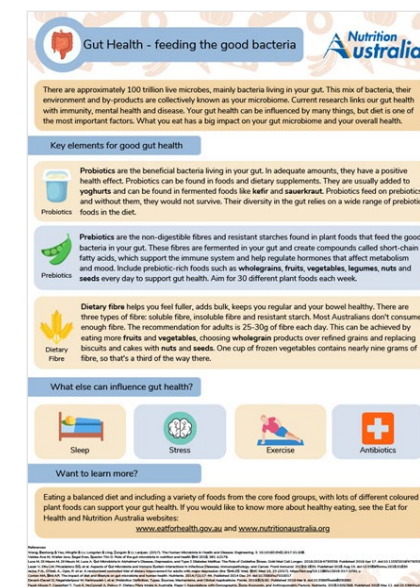 Gut Health - feeding the good bacteria
Nutrition
Australia
There are approximately 100 trillion live microbes, mainly bacteria living in your gut. This mix of bacteria, their
environment and by-products are collectively known as your microbiome. Current research links our gut health
with immunity, mental health and disease. Your gut health can be influenced by many things, but diet is one of
the most important factors. What you eat has a big impact on your gut microbiome and your overall health.
Key elements for good gut health
Probiotics are the beneficial bacteria living in your gut. In adequate amounts, they have a positive
health effect. Probiotics can be found in foods and dietary supplements. They are usually added to
yoghurts and can be found in fermented foods like kefir and sauerkraut. Probiotics feed on prebiotics
and without them, they would not survive. Their diversity in the gut relies on a wide range of prebiotic
foods in the diet.
Probiotics
Prebiotics are the non-digestible fibres and resistant starches found in plant foods that feed the good
bacteria in your gut. These fibres are fermented in your gut and create compounds called short-chain
fatty acids, which support the immune system and help regulate hormones that affect metabolism
and mood. Include prebiotic-rich foods such as wholegrains, fruits, vegetables, legumes, nuts and
seeds every day to support gut health. Aim for 30 different plant foods each week.
Prebiotics
Dietary fibre helps you feel fuller, adds bulk, keeps you regular and your bowel healthy. There are
three types of fibre: soluble fibre, insoluble fibre and resistant starch. Most Australians don't consume
enough fibre. The recommendation for adults is 25-30g of fibre each day. This can be achieved by
eating more fruits and vegetables, choosing wholegrain products over refined grains and replacing
biscuits and cakes with nuts and seeds. One cup of frozen vegetables contains nearly nine grams of
fibre, so that's a third of the way there.
Dietary
Fibre
What else can influence gut health?
Sleep
Stress
Exercise
Antibiotics
Want to learn more?
Eating a balanced diet and including a variety of foods from the core food groups, with lots of different coloured
plant foods can support your gut health. If you would like to know more about healthy eating, see the Eat for
Health and Nutrition Australia websites:
www.eatforhealth.gov.au and www.nutritionaustralia.org
References